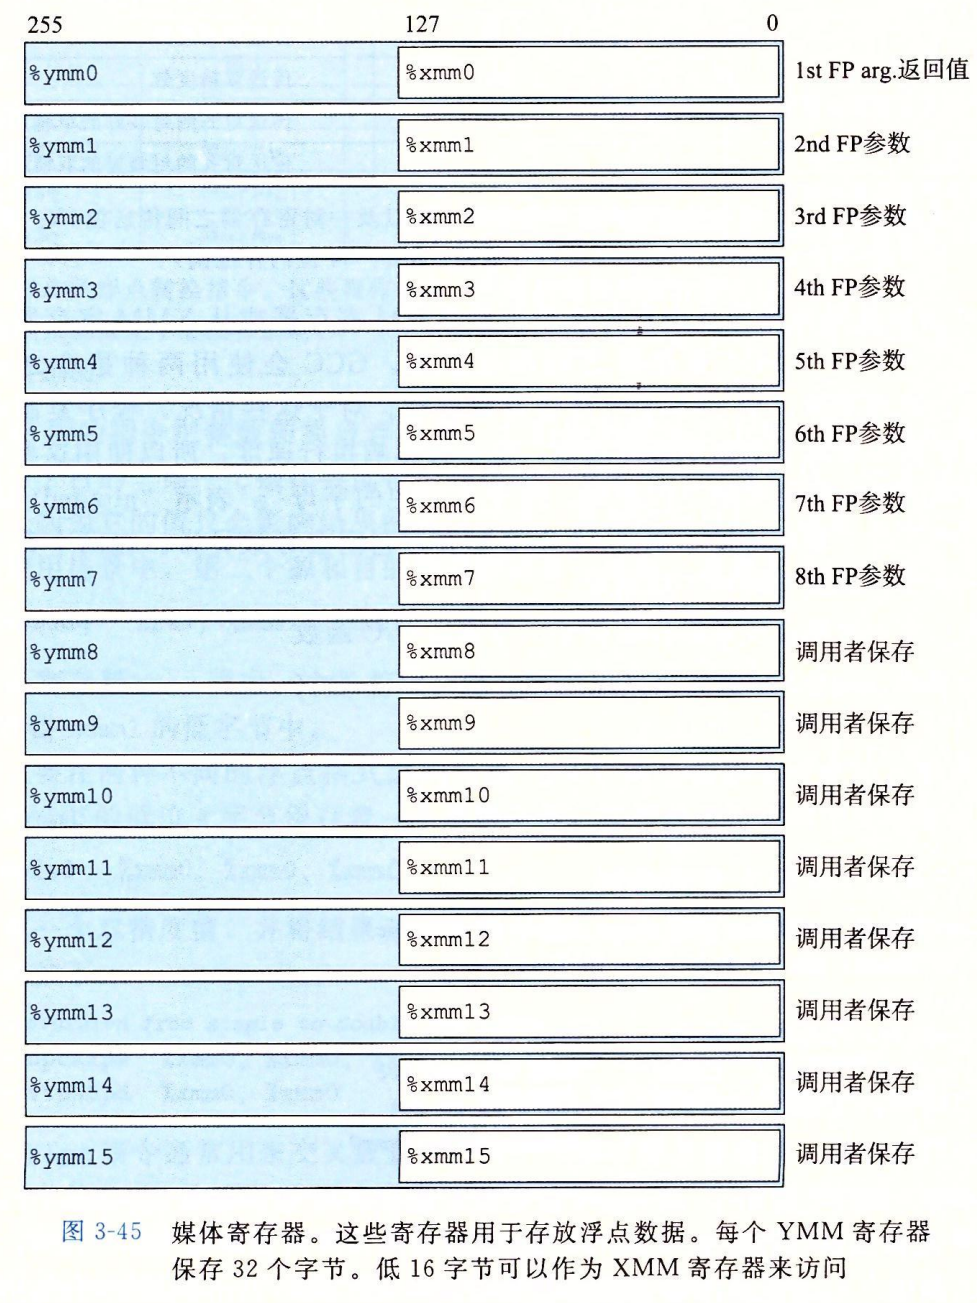 255 127 0
%ymm0 %xmm0 1st FP arg.返回值
%ymm1 %xmm1 2nd FP参数
%ymm2 %xmm2 3rd FP参数
%ymm3 %xmm3 4th FP参数
%ymm4 %xmm4 5th FP参数
%ymm5 %xmm5 6th FP参数
%ymm6 %xmm6 7th FP参数
%ymm7 %xmm7 8th FP参数
%ymm8 %xmm8 调用者保存
%ymm9 %xmm9 调用者保存
%ymm10 %xmm10 调用者保存
%ymm11 %xmm11 调用者保存
%ymm12 %xmm12 调用者保存
%ymm13 %xmm13 调用者保存
%ymm14 %xmm14 调用者保存
%ymm15 %xmm15 调用者保存
图 3-45 媒体寄存器。这些寄存器用于存放浮点数据。每个 YMM 寄存器
保存 32 个字节。低 16 字节可以作为 XMM 寄存器来访问